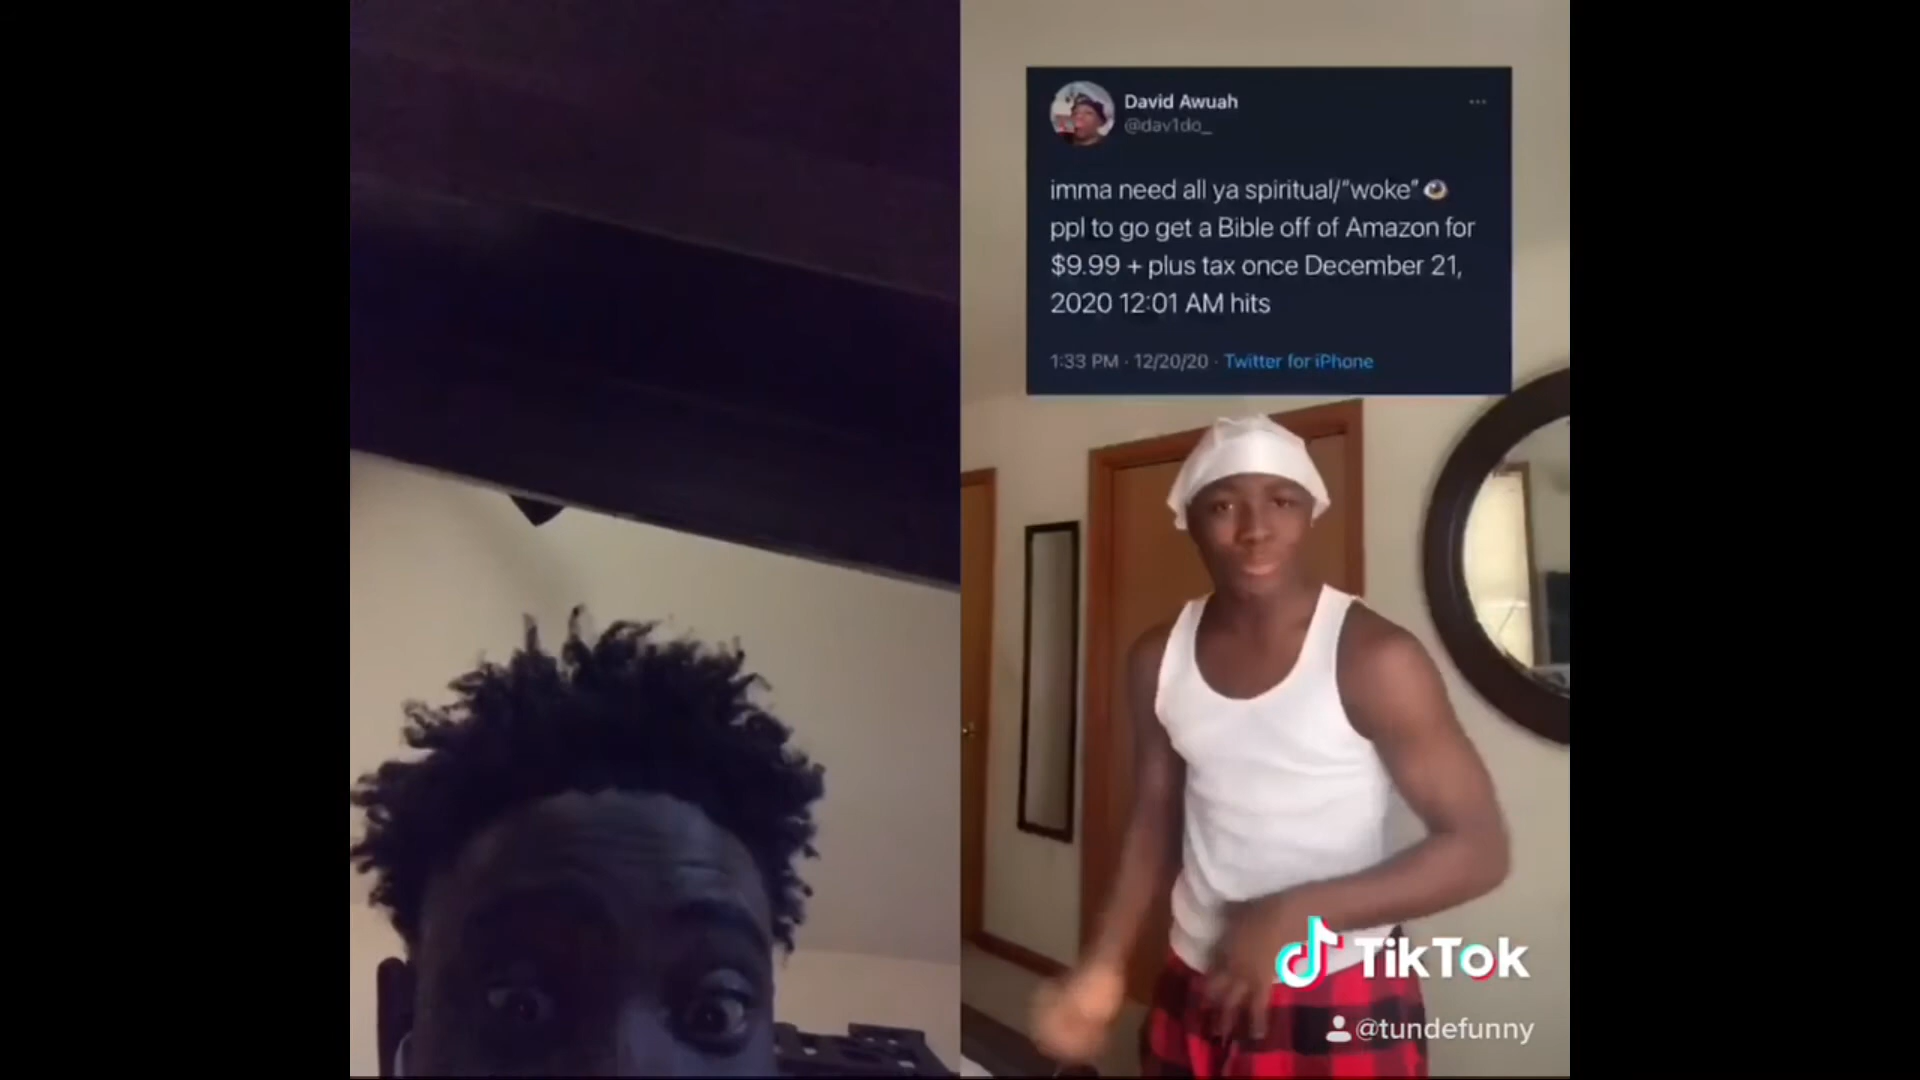 David Awuah
@dav1do_
imma need all ya spiritual/"woke"👁️
ppl to go get a Bible off of Amazon for
$9.99 + plus tax once December 21,
2020 12:01 AM hits
1:33 PM · 12/20/20 · Twitter for iPhone
TikTok
@tundefunny